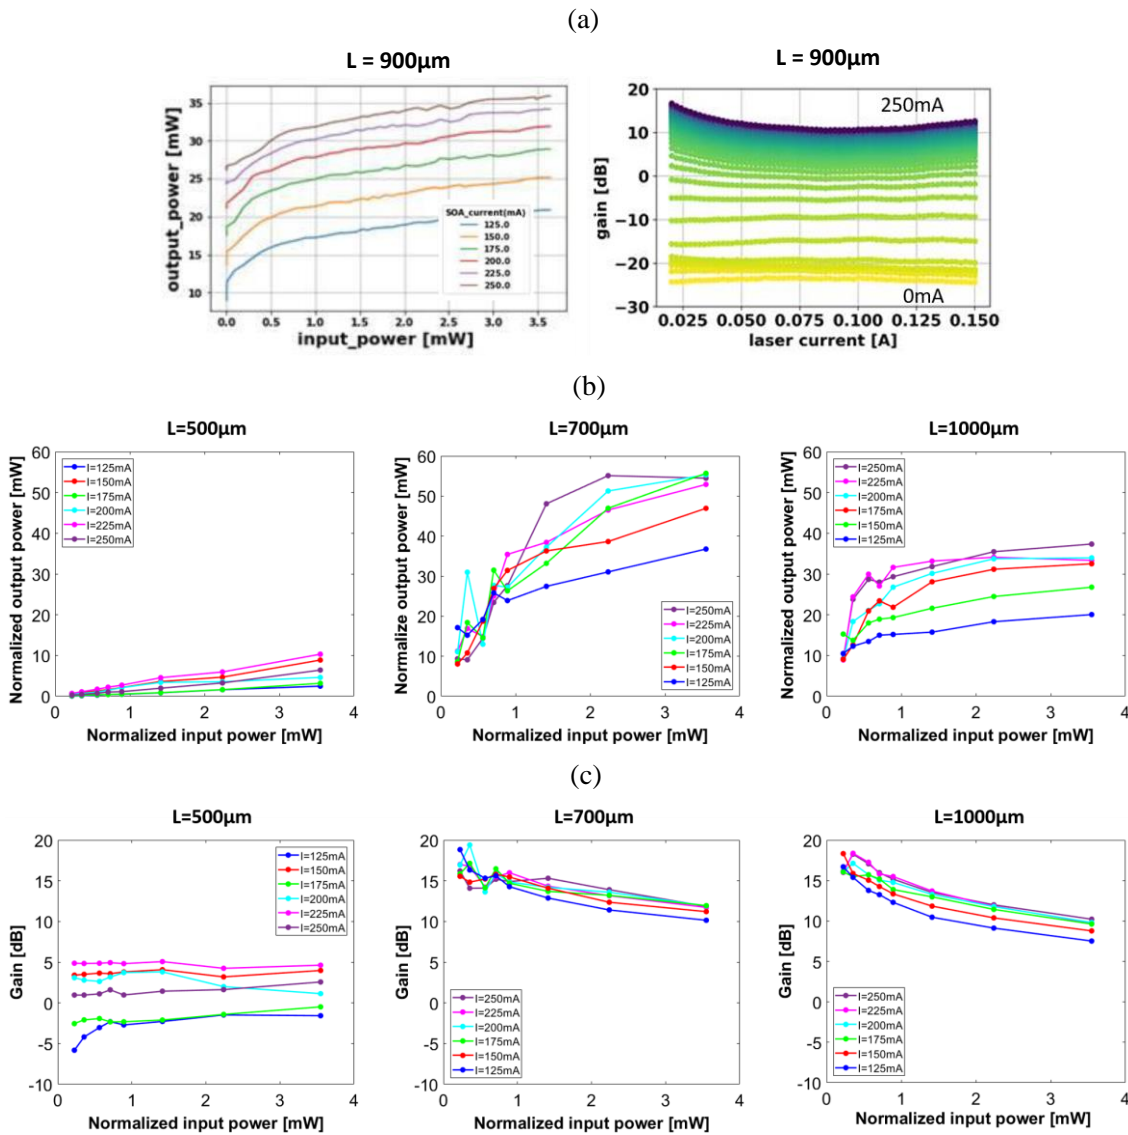 (a)
L = 900µm
L = 900µm
output_power [mW]
35
30
25
20
15
10
SOA_current(mA)
125.0
150.0
175.0
200.0
225.0
250.0
0.0 0.5 1.0 1.5 2.0 2.5 3.0 3.5
input_power [mW]
gain [dB]
20
10
0
−10
−20
−30
250mA
0mA
0.025 0.050 0.075 0.100 0.125 0.150
laser current [A]
(b)
L=500µm
Normalized output power [mW]
60
50
40
30
20
10
0
I=125mA
I=150mA
I=175mA
I=200mA
I=225mA
I=250mA
0 1 2 3 4
Normalized input power [mW]
L=700µm
Normalize output power [mW]
60
50
40
30
20
10
0
I=250mA
I=225mA
I=200mA
I=175mA
I=150mA
I=125mA
0 1 2 3 4
Normalized input power [mW]
L=1000µm
Normalized output power [mW]
60
50
40
30
20
10
0
I=250mA
I=225mA
I=200mA
I=175mA
I=150mA
I=125mA
0 1 2 3 4
Normalized input power [mW]
(c)
L=500µm
Gain [dB]
20
15
10
5
0
-5
-10
I=125mA
I=150mA
I=175mA
I=200mA
I=225mA
I=250mA
0 1 2 3 4
Normalized input power [mW]
L=700µm
Gain [dB]
20
15
10
5
0
-5
-10
I=250mA
I=225mA
I=200mA
I=175mA
I=150mA
I=125mA
0 1 2 3 4
Normalized input power [mW]
L=1000µm
Gain [dB]
20
15
10
5
0
-5
-10
I=250mA
I=225mA
I=200mA
I=175mA
I=150mA
I=125mA
0 1 2 3 4
Normalized input power [mW]